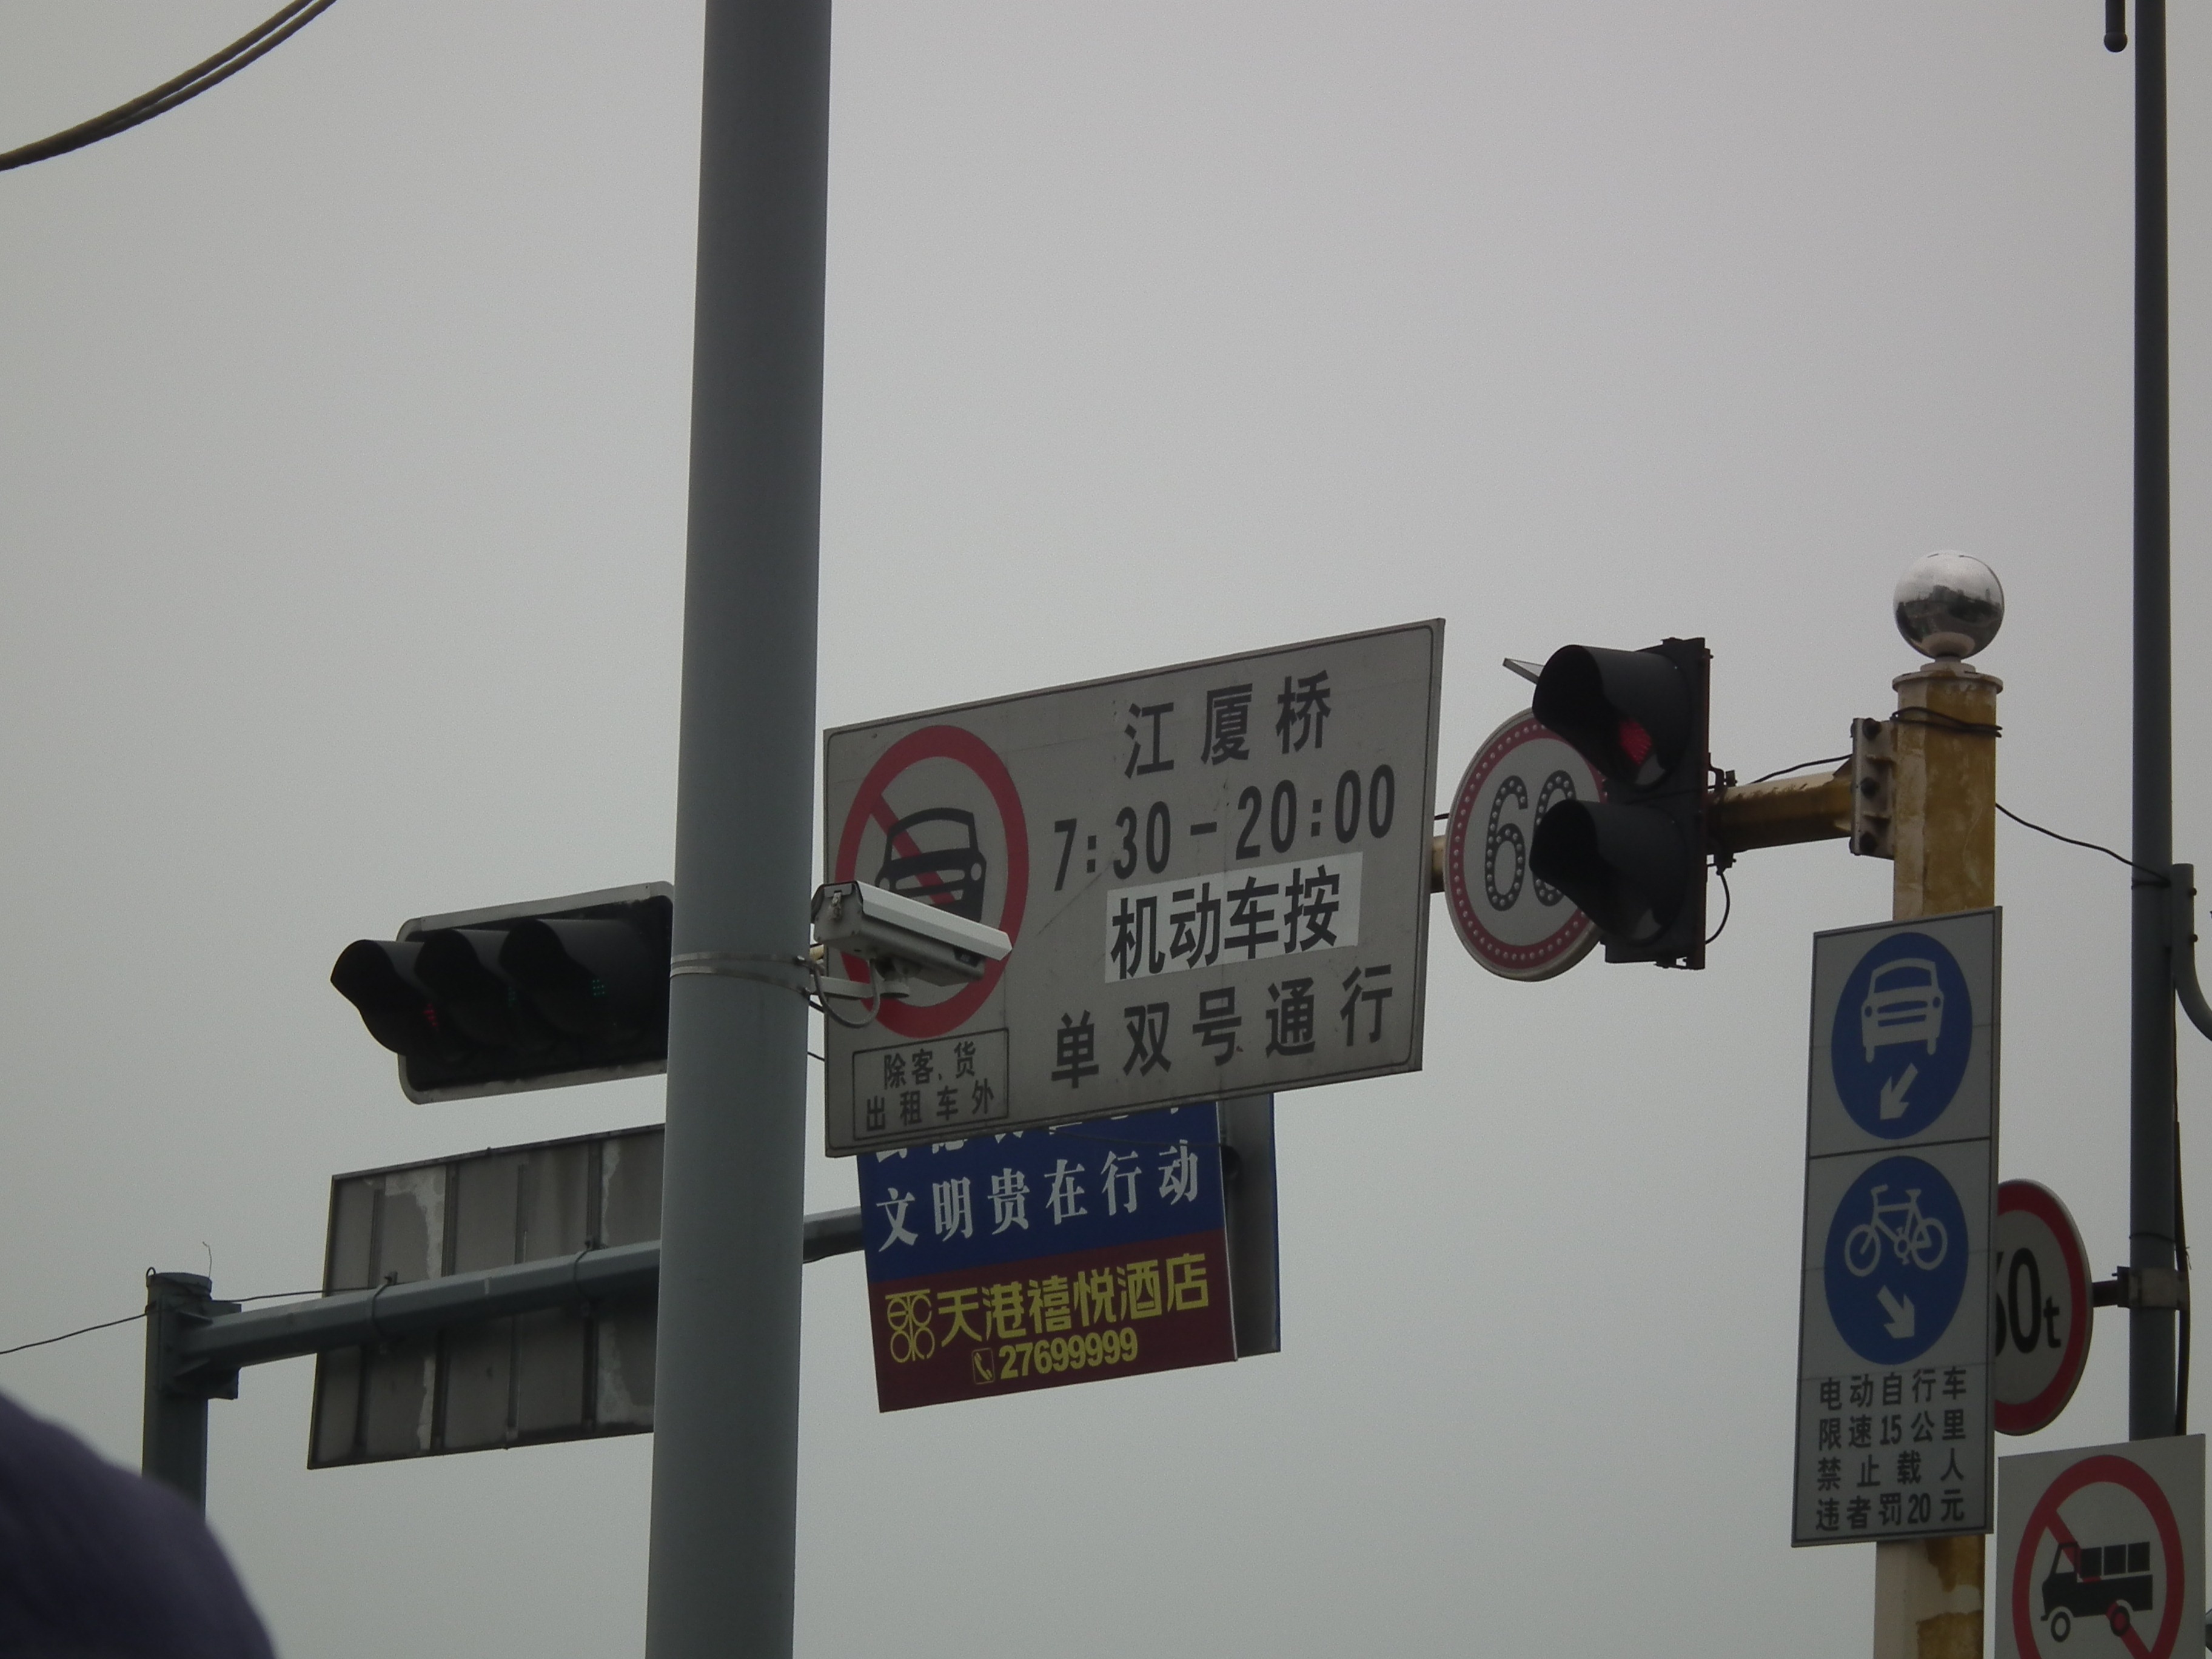 江厦桥
7:30-20:00
机动车按
单双号通行
除客、货
出租车外
60
文明贵在行动
天港禧悦酒店
27699999
电动自行车
限速15公里
禁止载人
违者罚20元
0t